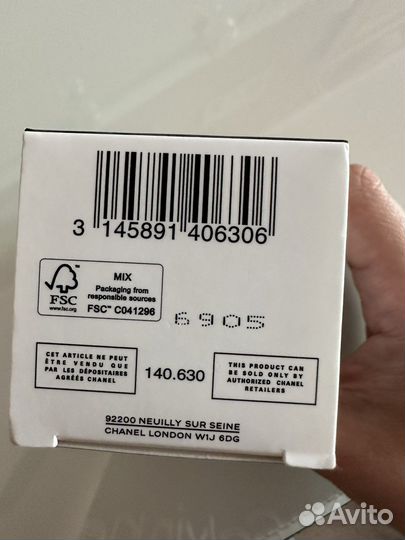 3 145891 406306
FSC
www.fsc.org
MIX
Packaging from
responsible sources
FSC™ C041296
6905
CET ARTICLE NE PEUT
ÊTRE VENDU QUE
PAR LES DÉPOSITAIRES
AGRÉÉS CHANEL
140.630
THIS PRODUCT CAN
BE SOLD ONLY BY
AUTHORIZED CHANEL
RETAILERS
92200 NEUILLY SUR SEINE
CHANEL LONDON W1J 6DG
Avito